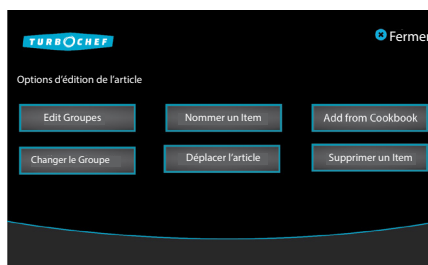 TURBOCHEF
Fermer
Options d'édition de l'article
Edit Groupes
Nommer un Item
Add from Cookbook
Changer le Groupe
Déplacer l'article
Supprimer un Item